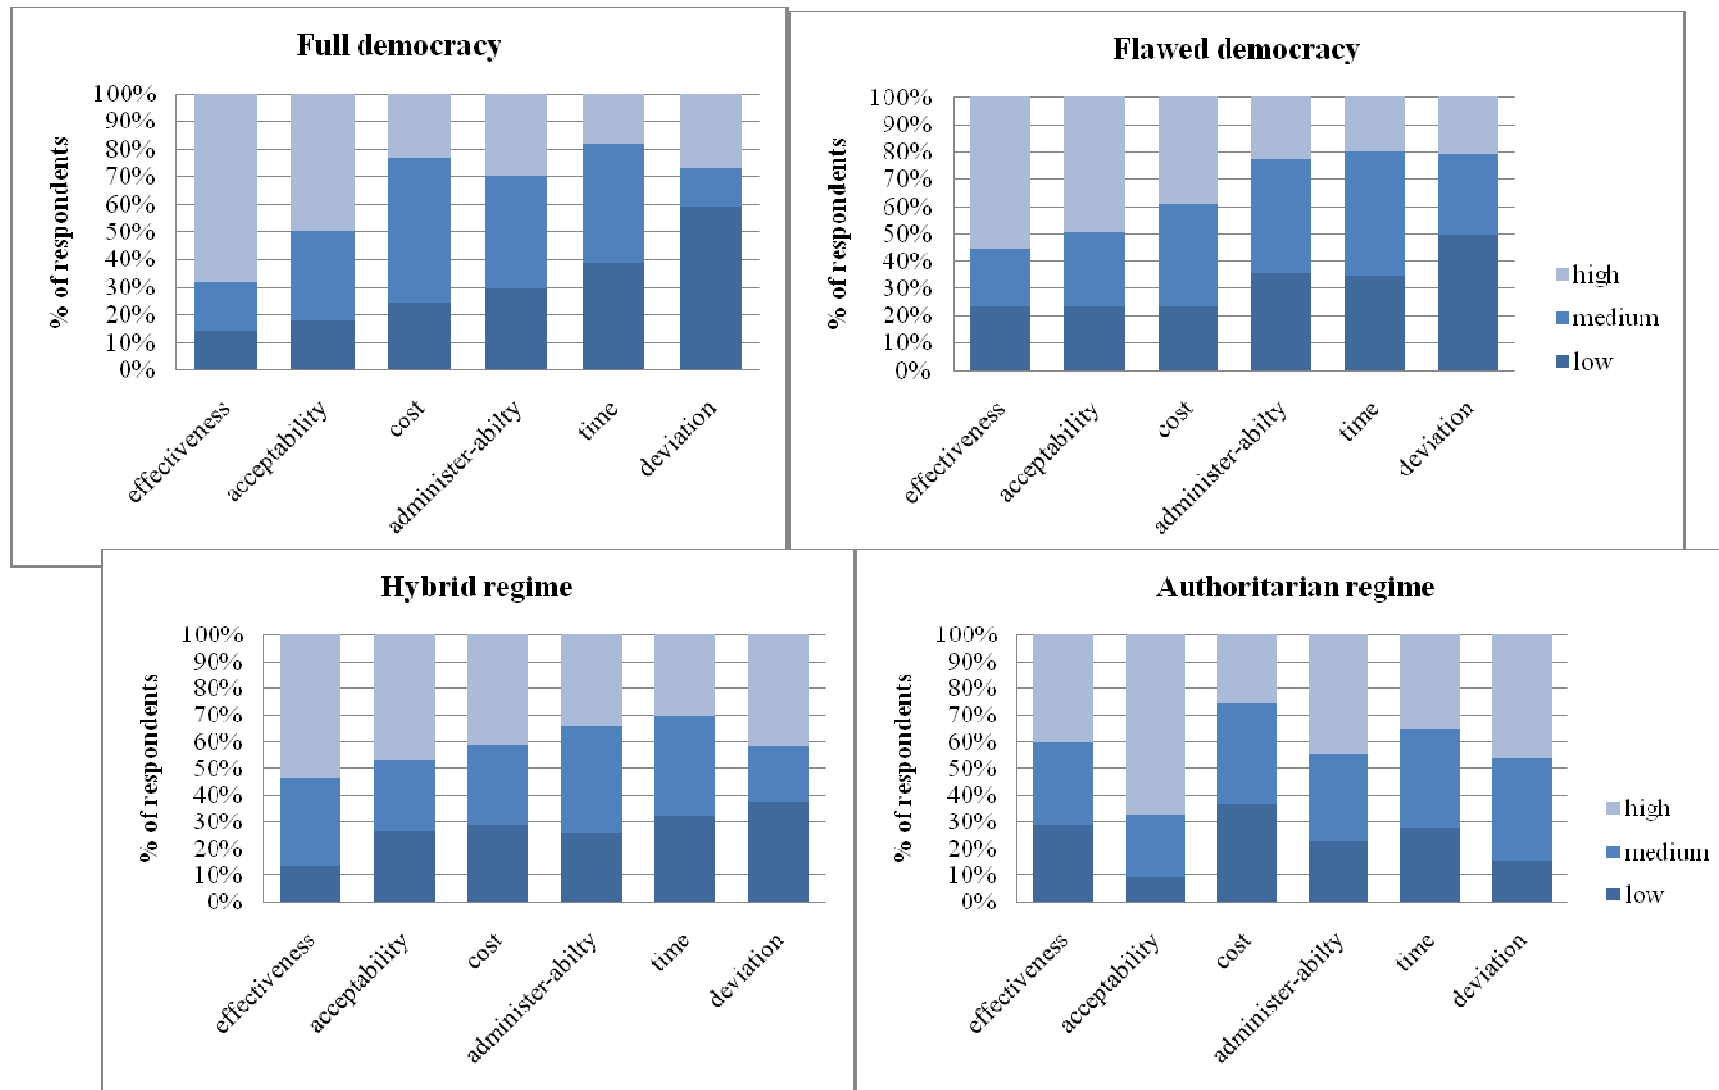 Full democracy
% of respondents
100%
90%
80%
70%
60%
50%
40%
30%
20%
10%
0%
effectiveness
acceptability
cost
administer-abilty
time
deviation
Flawed democracy
% of respondents
100%
90%
80%
70%
60%
50%
40%
30%
20%
10%
0%
effectiveness
acceptability
cost
administer-abilty
time
deviation
high
medium
low
Hybrid regime
% of respondents
100%
90%
80%
70%
60%
50%
40%
30%
20%
10%
0%
effectiveness
acceptability
cost
administer-abilty
time
deviation
Authoritarian regime
% of respondents
100%
90%
80%
70%
60%
50%
40%
30%
20%
10%
0%
effectiveness
acceptability
cost
administer-abilty
time
deviation
high
medium
low